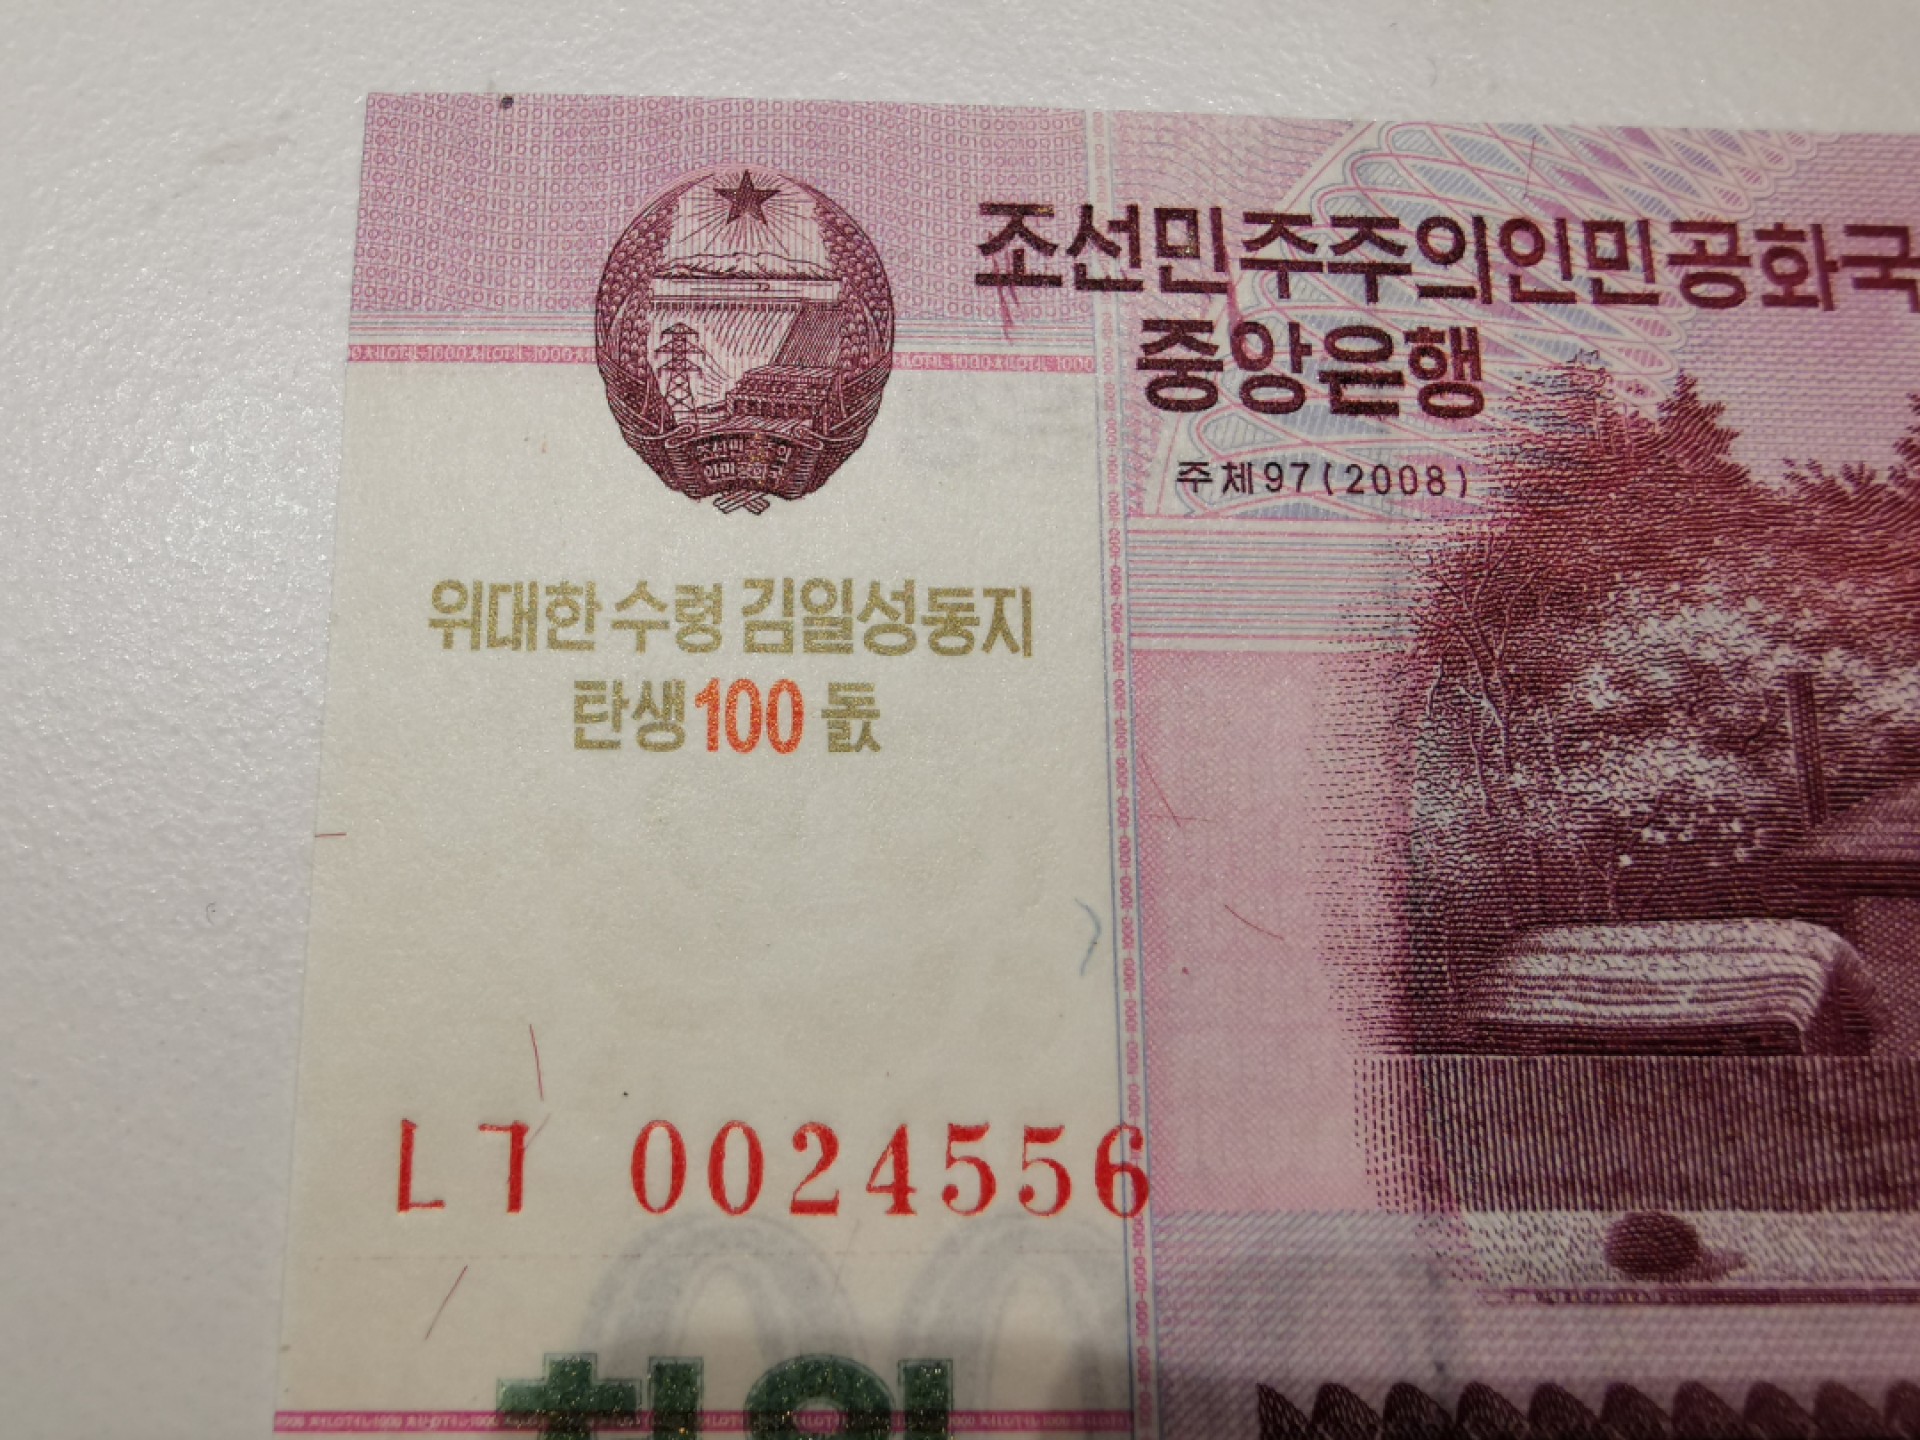 조선민주주의인민공화국
중앙은행
주체97(2008)
위대한 수령 김일성동지
탄생100돐
ㄴㄱ 0024556